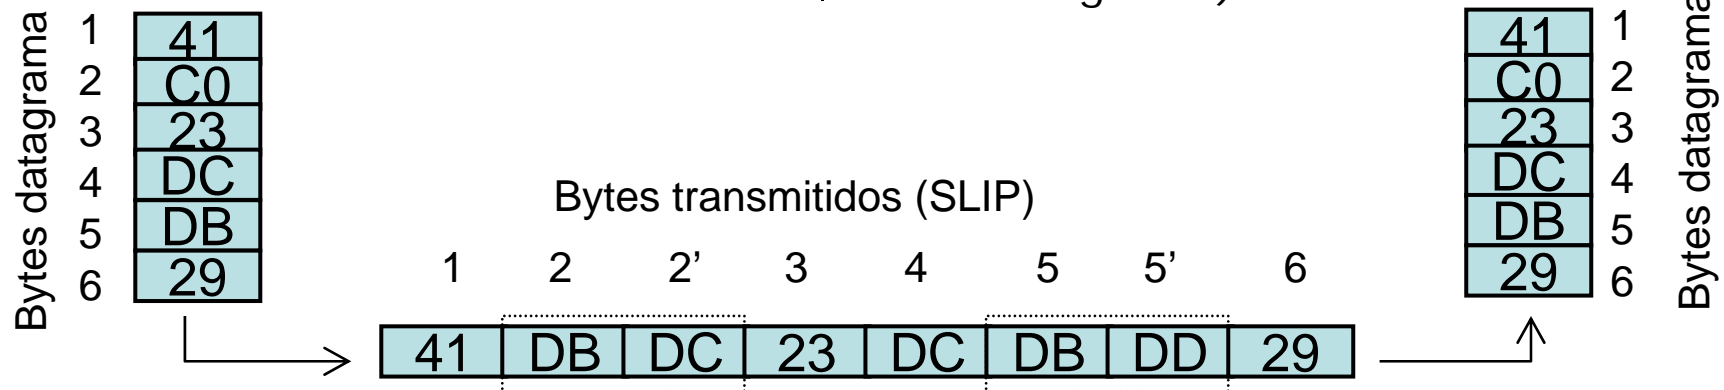 Bytes datagrama
1 41
2 C0
3 23
4 DC
5 DB
6 29
Bytes transmitidos (SLIP)
1 2 2’ 3 4 5 5’ 6
41 DB DC 23 DC DB DD 29
41 1
C0 2
23 3
DC 4
DB 5
29 6
Bytes datagrama